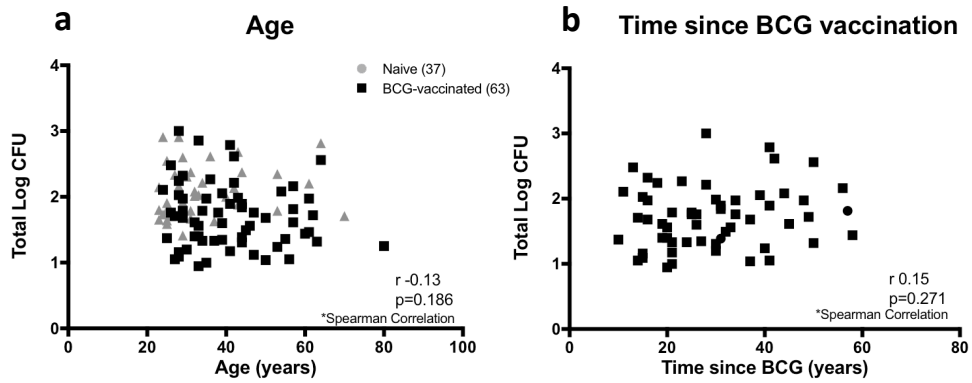 a
Age
Total Log CFU
4
3
2
1
0
0 20 40 60 80 100
Age (years)
Naive (37)
BCG-vaccinated (63)
r -0.13
p=0.186
*Spearman Correlation
b
Time since BCG vaccination
Total Log CFU
4
3
2
1
0
0 20 40 60 80
Time since BCG (years)
r 0.15
p=0.271
*Spearman Correlation